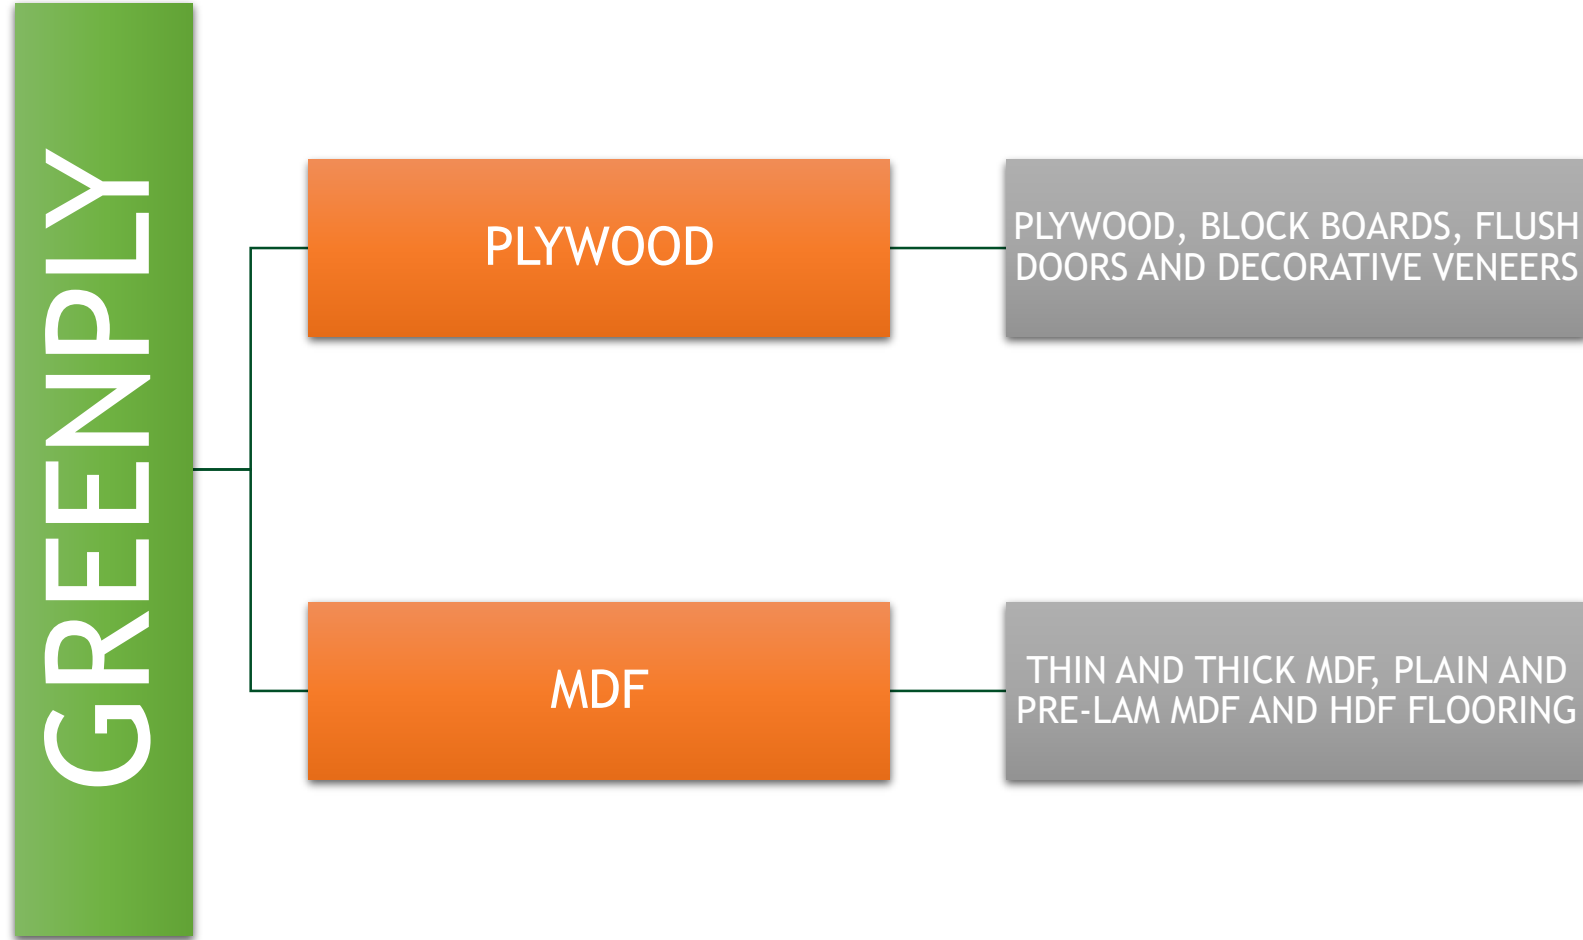 GREENPLY
PLYWOOD
PLYWOOD, BLOCK BOARDS, FLUSH
DOORS AND DECORATIVE VENEERS
MDF
THIN AND THICK MDF, PLAIN AND
PRE-LAM MDF AND HDF FLOORING